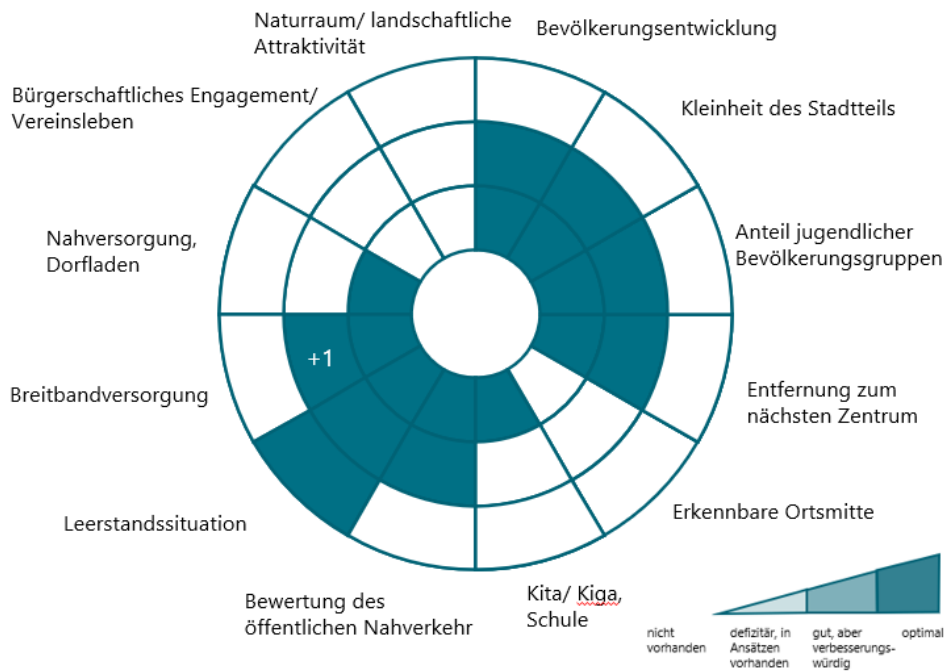 Naturraum/ landschaftliche
Attraktivität
Bevölkerungsentwicklung
Bürgerschaftliches Engagement/
Vereinsleben
Kleinheit des Stadtteils
Nahversorgung,
Dorfladen
Anteil jugendlicher
Bevölkerungsgruppen
+1
Breitbandversorgung
Entfernung zum
nächsten Zentrum
Leerstandssituation
Erkennbare Ortsmitte
Bewertung des
öffentlichen Nahverkehr
Kita/ Kiga,
Schule
nicht
vorhanden
defizitär, in
Ansätzen
vorhanden
gut, aber
verbesserungs-
würdig
optimal